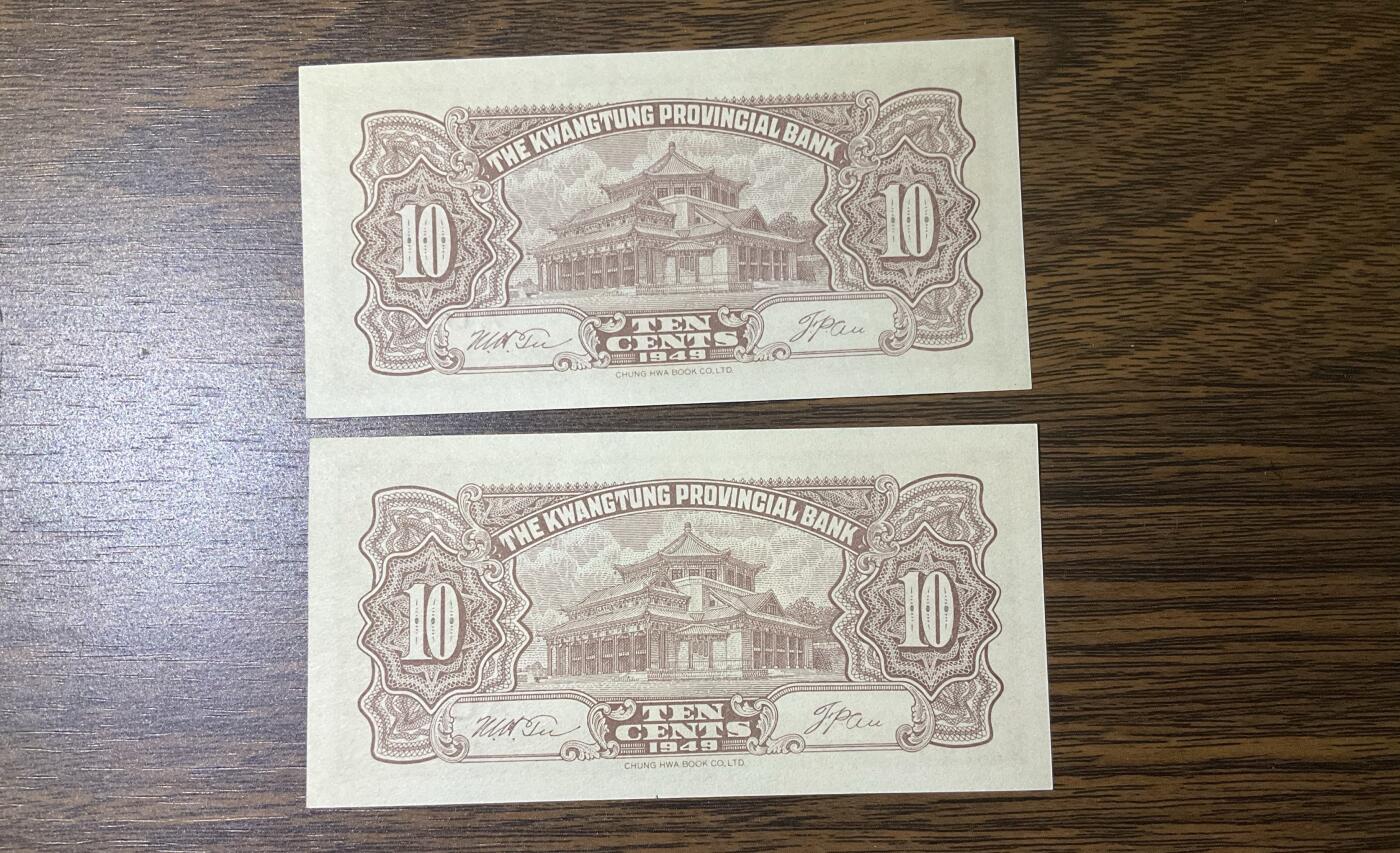 THE KWANGTUNG PROVINCIAL BANK
10 10
TEN
CENTS
1949
CHUNG HWA BOOK CO., LTD.
THE KWANGTUNG PROVINCIAL BANK
10 10
TEN
CENTS
1949
CHUNG HWA BOOK CO., LTD.